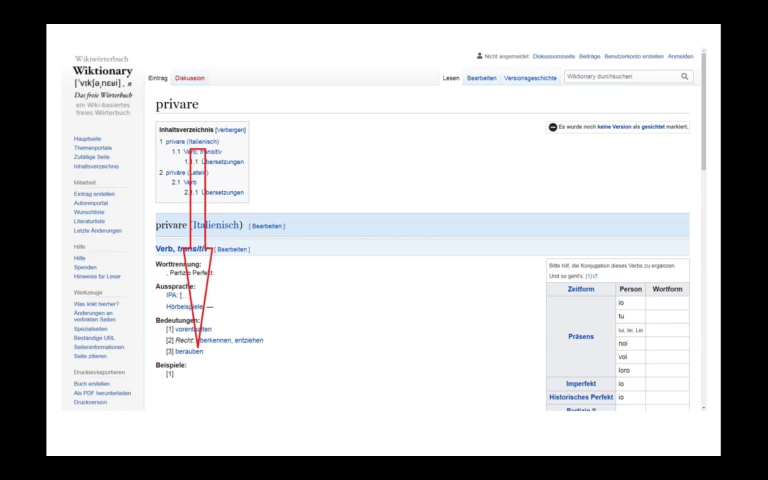 Wikiwörterbuch
Wiktionary
Das freie Wörterbuch
ein Wiki-basiertes
freies Wörterbuch
Hauptseite
Themenportale
Zufällige Seite
Inhaltsverzeichnis
Mitarbeit
Eintrag erstellen
Autorenportal
Wunschliste
Literaturliste
Letzte Änderungen
Hilfe
Hilfe
Spenden
Hinweise für Leser
Werkzeuge
Was linkt hierher?
Änderungen an
verlinkten Seiten
Spezialseiten
Beständige URL
Seiteninformationen
Seite zitieren
Drucken/exportieren
Buch erstellen
Als PDF herunterladen
Druckversion
Nicht angemeldet Diskussionsseite Beiträge Benutzerkonto erstellen Anmelden
Eintrag Diskussion
Lesen Bearbeiten Versionsgeschichte Wiktionary durchsuchen
privare
Es wurde noch keine Version als gesichtet markiert.
Inhaltsverzeichnis [Verbergen]
1 privare (Italienisch)
1.1 Verb, transitiv
1.1.1 Übersetzungen
2 privare (Latein)
2.1 Verb
2.1.1 Übersetzungen
privare (Italienisch) [ Bearbeiten ]
Verb, transitiv [ Bearbeiten ]
Worttrennung:
, Partizip Perfekt:
Aussprache:
IPA: [
Hörbeispiele: —
Bedeutungen:
[1] vorenthalten
[2] Recht: aberkennen, entziehen
[3] berauben
Beispiele:
[1]
Bitte hilf, die Konjugation dieses Verbs zu ergänzen.
Und so geht's: [1]
Zeitform Person Wortform
Präsens
io
tu
lui, lei, Lei
noi
voi
loro
Imperfekt io
Historisches Perfekt io
Partizip II